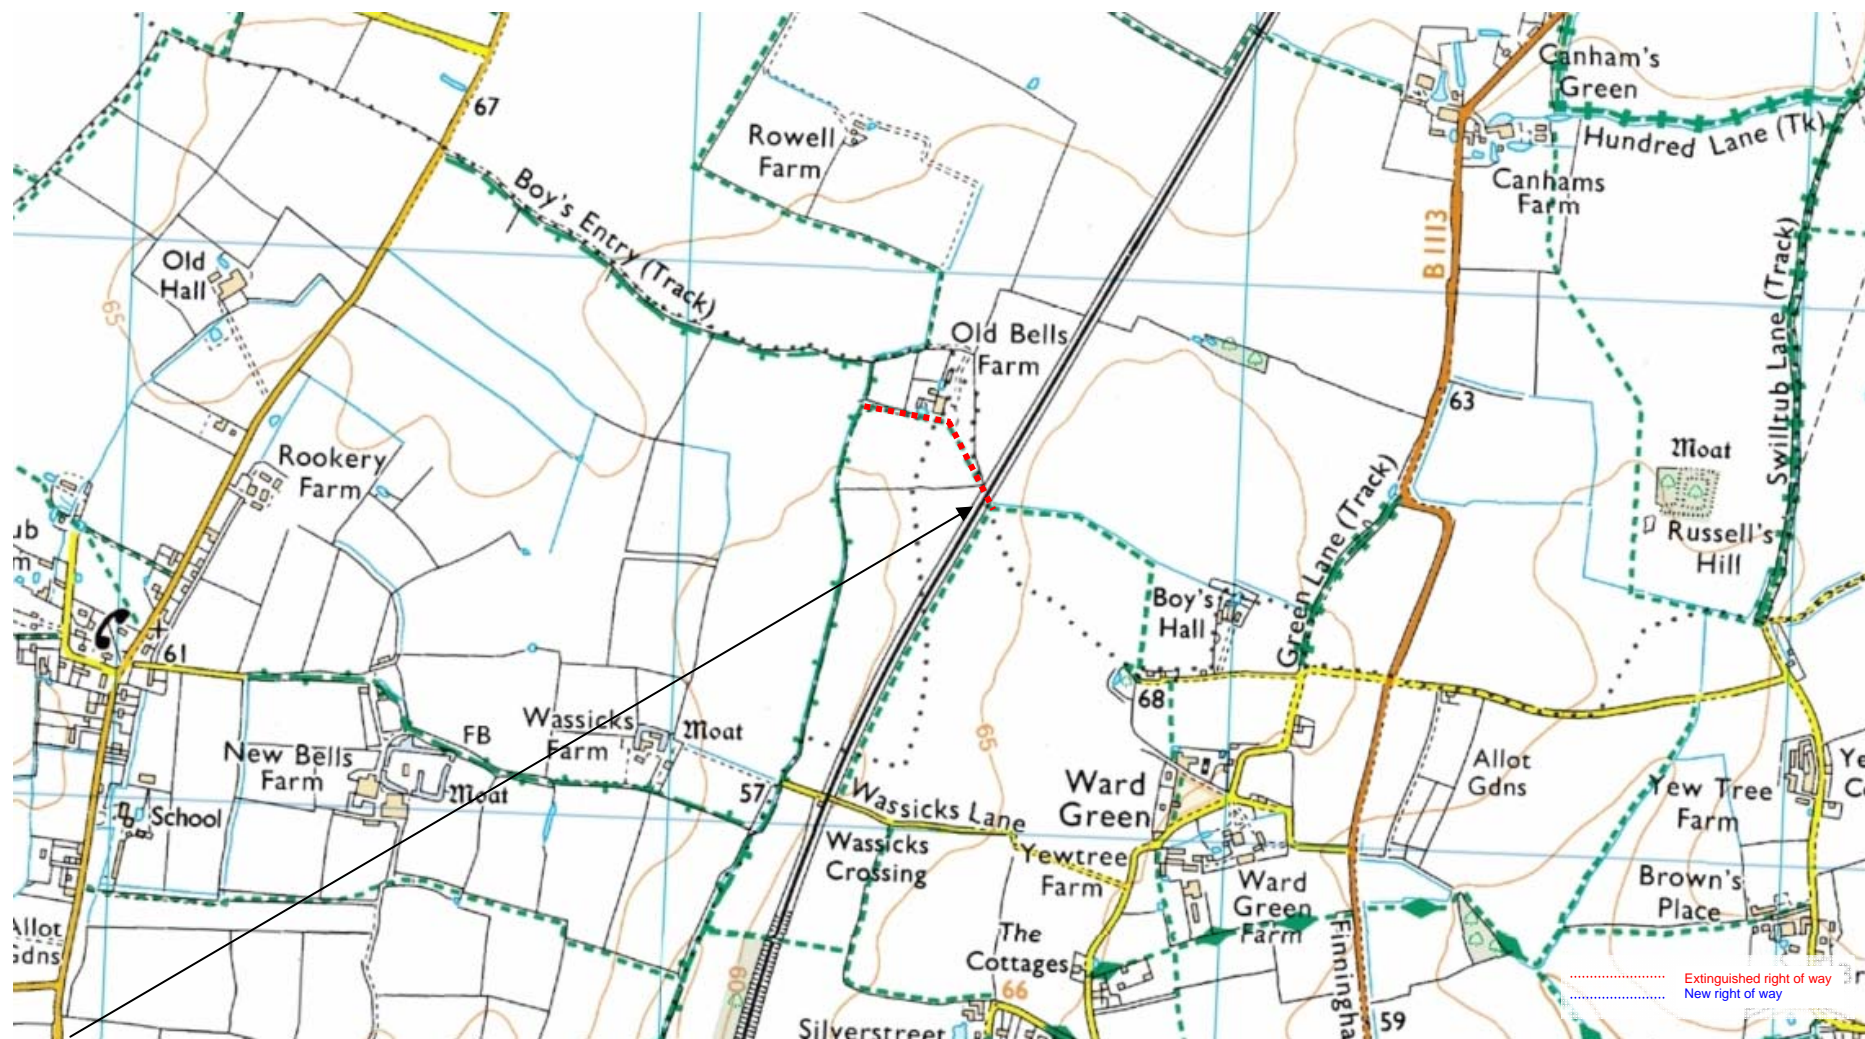 67
Canham's
Green
Hundred Lane (Tk)
Rowell
Farm
Canhams
Farm
Boy's Entry (Track)
B 1113
Old
Hall
65
Swilltrub Lane (Track)
Old Bells
Farm
63
Moat
Rookery
Farm
Green Lane (Track)
Russell's
Hill
ub
m
Boy's
Hall
61
68
FB
Wassicks
Farm
Moat
65
New Bells
Farm
Moat
57
Wassicks Lane
Ward
Green
Allot
Gdns
Yew Tree
Farm
Ye
School
Wassicks
Crossing
Yewtree
Farm
Ward
Green
Farm
Brown's
Place
Allot
Gdns
The
Cottages
Finningha
60
66
Extinguished right of way
New right of way
Silverstreet
59